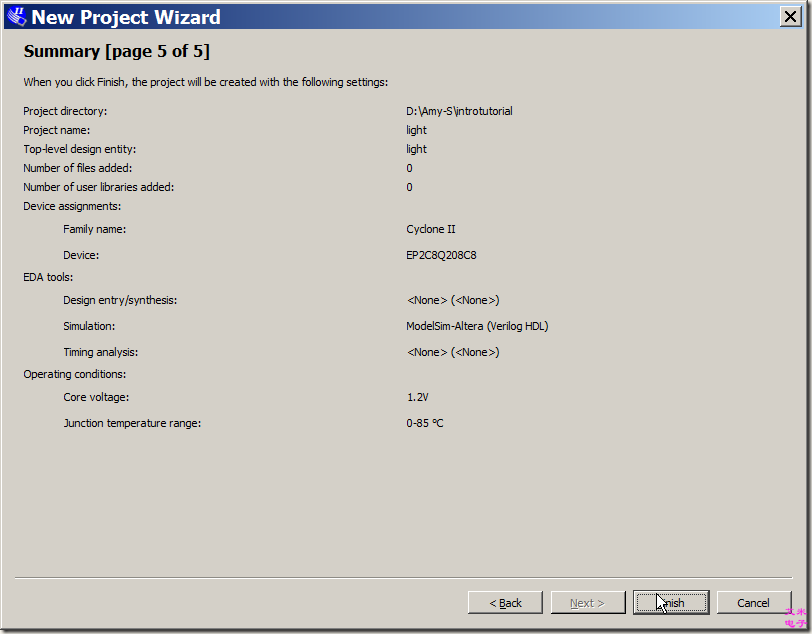 New Project Wizard
Summary [page 5 of 5]
When you click Finish, the project will be created with the following settings:
Project directory: D:\Amy-S\introtutorial
Project name: light
Top-level design entity: light
Number of files added: 0
Number of user libraries added: 0
Device assignments:
Family name: Cyclone II
Device: EP2C8Q208C8
EDA tools:
Design entry/synthesis: <None> (<None>)
Simulation: ModelSim-Altera (Verilog HDL)
Timing analysis: <None> (<None>)
Operating conditions:
Core voltage: 1.2V
Junction temperature range: 0-85 °C
< Back Next > Finish Cancel
艾米
电子